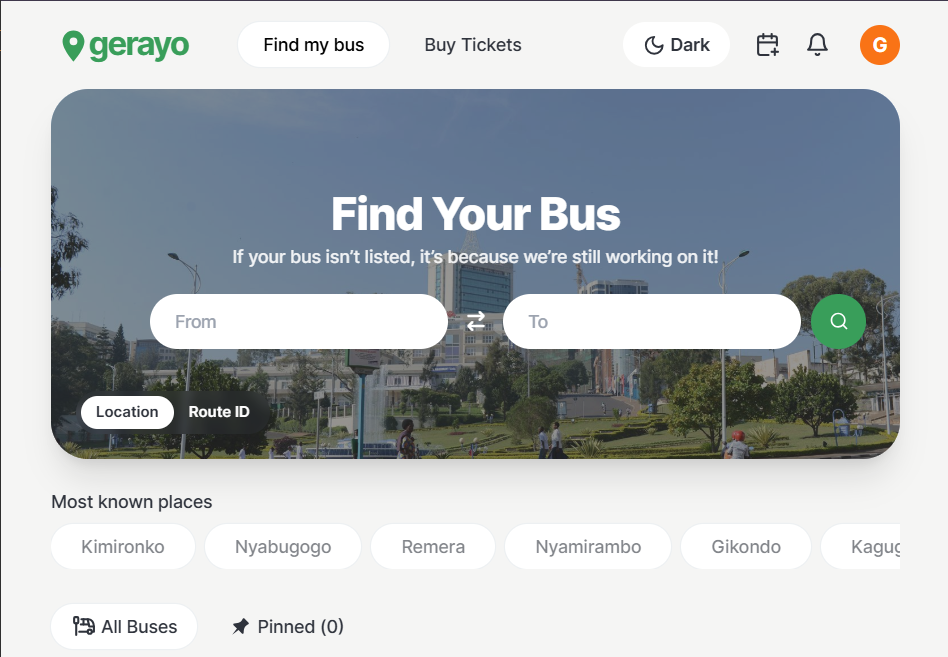 gerayo
Find my bus
Buy Tickets
Dark
G
Find Your Bus
If your bus isn’t listed, it’s because we’re still working on it!
From
To
Location
Route ID
Most known places
Kimironko
Nyabugogo
Remera
Nyamirambo
Gikondo
All Buses
Pinned (0)